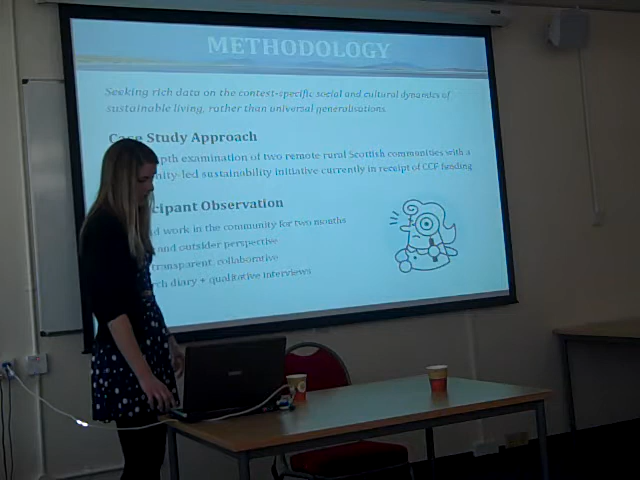 METHODOLOGY
Seeking rich data on the context-specific social and cultural dynamics of
sustainable living, rather than universal generalisations.
Case Study Approach
pth examination of two remote rural Scottish communities with a
nity-led sustainability initiative currently in receipt of CCF funding
cipant Observation
d work in the community for two months
and outsider perspective
transparent, collaborative
ch diary + qualitative interviews